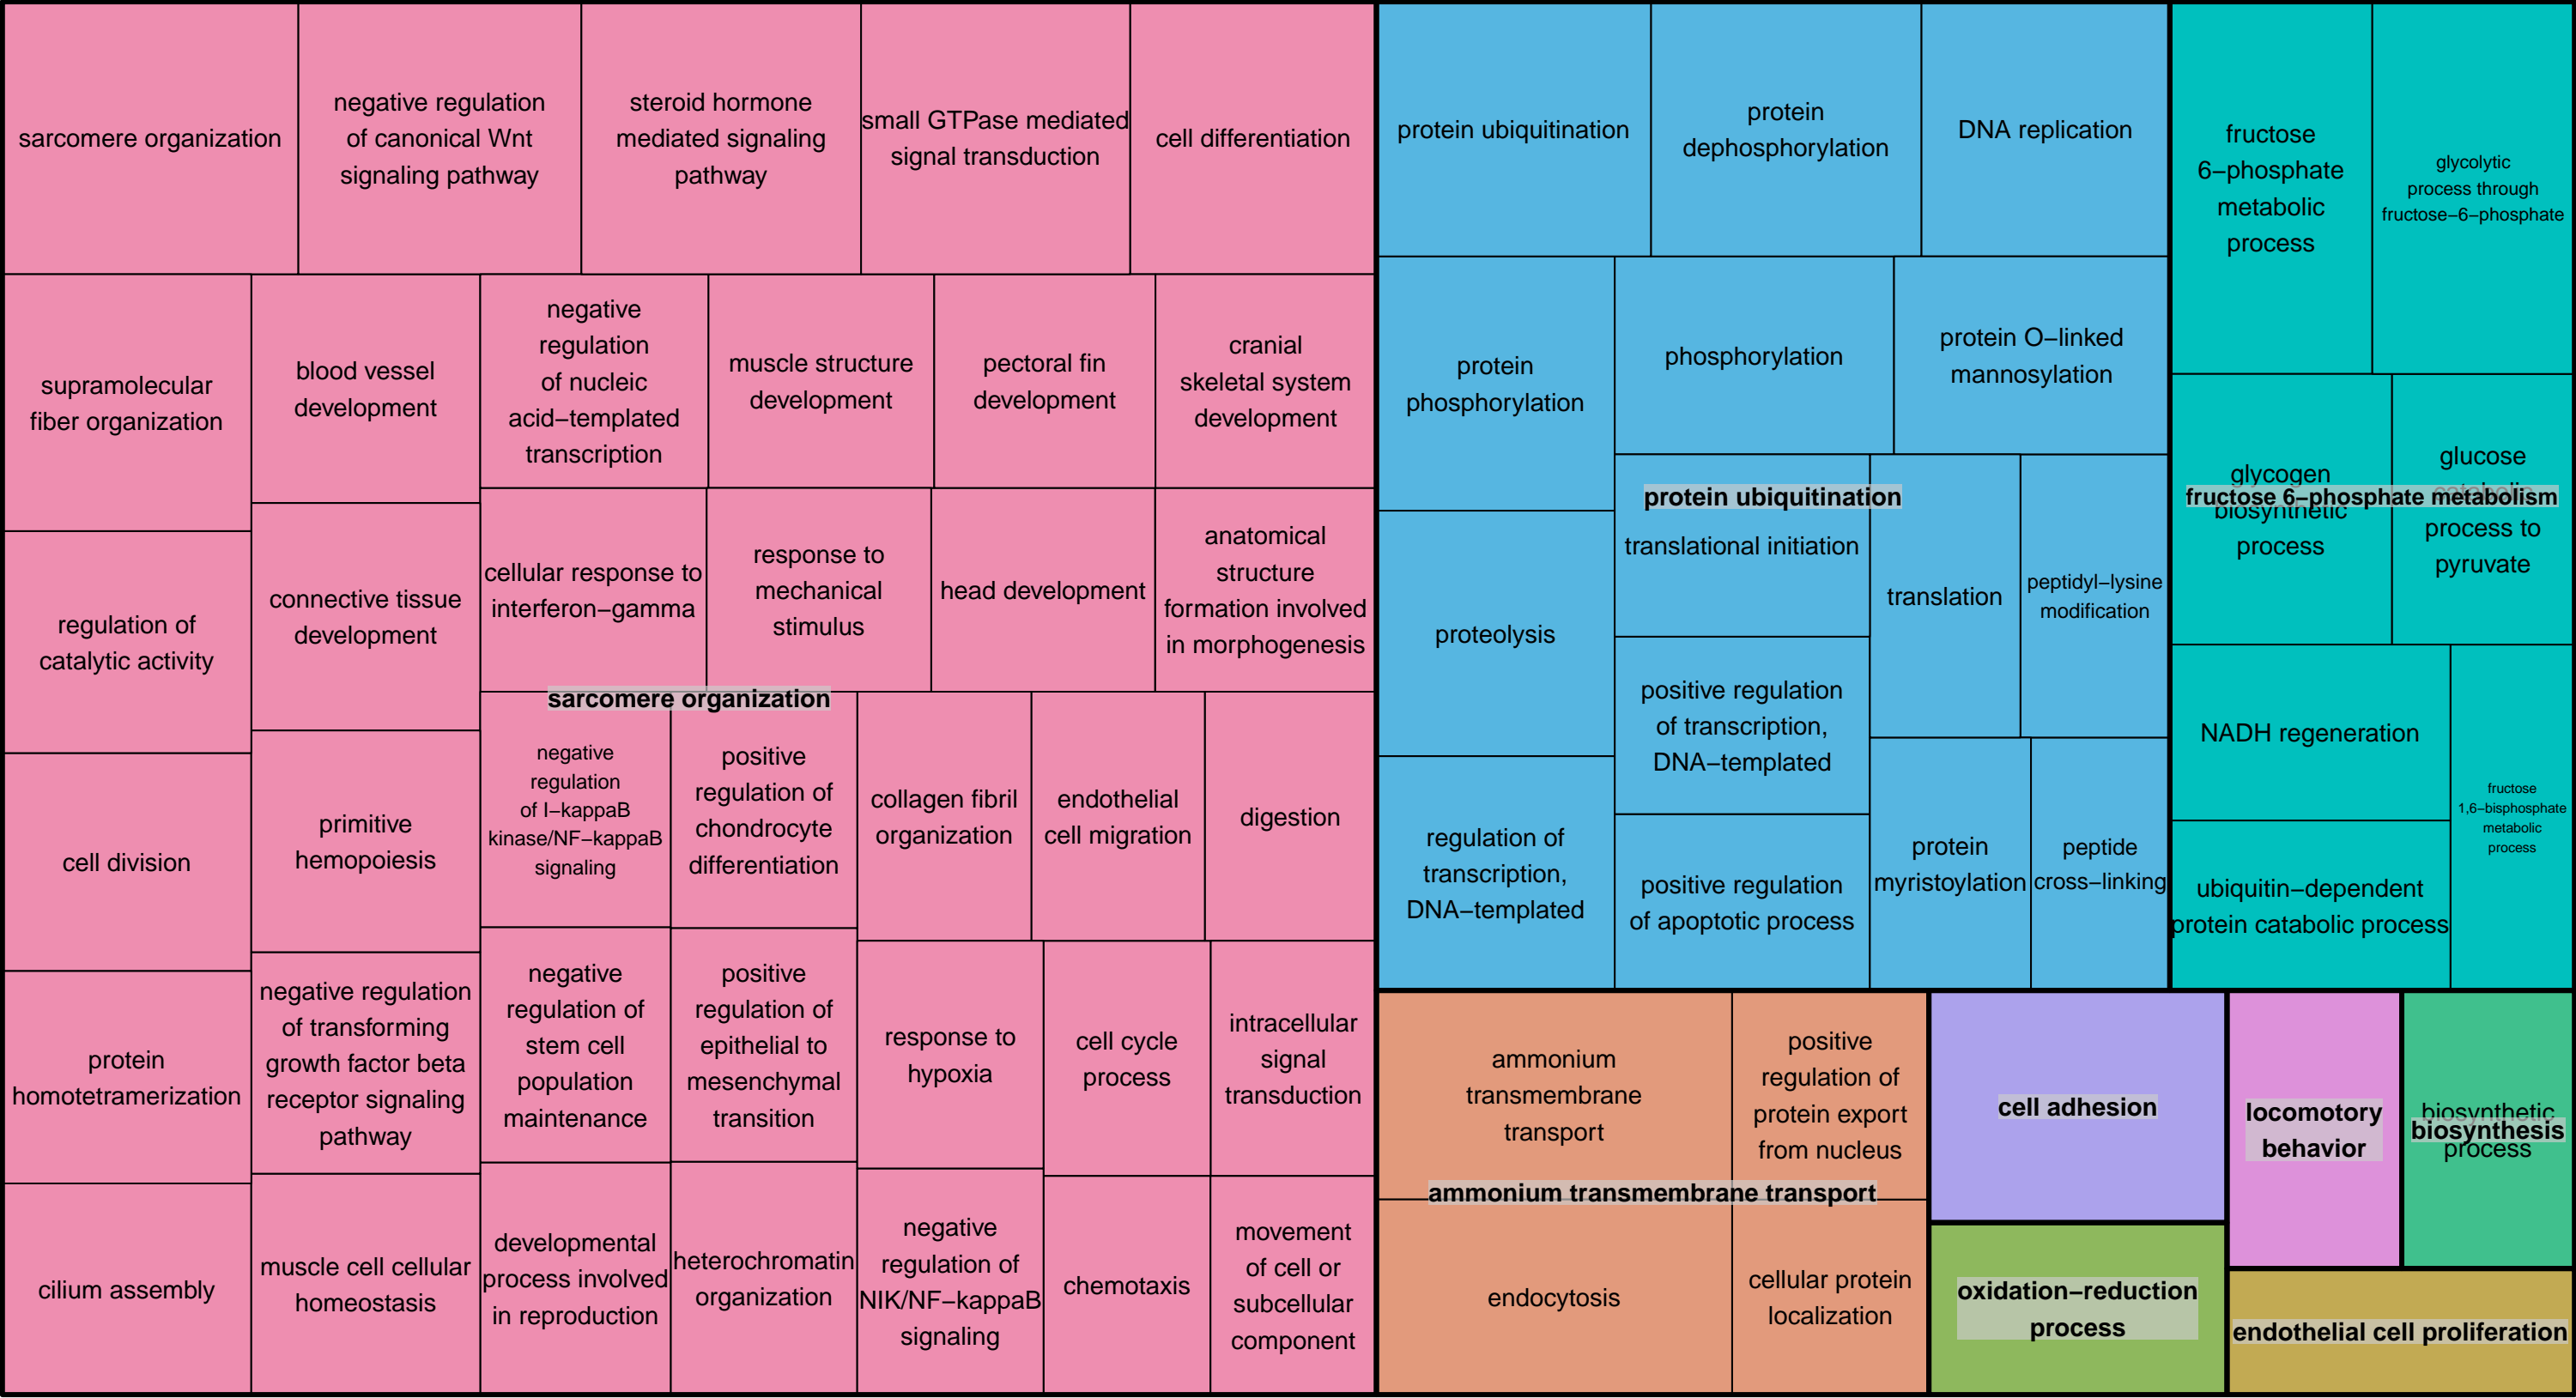 sarcomere organization
negative regulation
of canonical Wnt
signaling pathway
steroid hormone
mediated signaling
pathway
small GTPase mediated
signal transduction
cell differentiation
supramolecular
fiber organization
blood vessel
development
negative
regulation
of nucleic
acid−templated
transcription
muscle structure
development
pectoral fin
development
cranial
skeletal system
development
regulation of
catalytic activity
connective tissue
development
cellular response to
interferon−gamma
response to
mechanical
stimulus
head development
anatomical
structure
formation involved
in morphogenesis
sarcomere organization
cell division
primitive
hemopoiesis
negative
regulation
of I−kappaB
kinase/NF−kappaB
signaling
positive
regulation of
chondrocyte
differentiation
collagen fibril
organization
endothelial
cell migration
digestion
protein
homotetramerization
negative regulation
of transforming
growth factor beta
receptor signaling
pathway
negative
regulation of
stem cell
population
maintenance
positive
regulation of
epithelial to
mesenchymal
transition
response to
hypoxia
cell cycle
process
intracellular
signal
transduction
cilium assembly
muscle cell cellular
homeostasis
developmental
process involved
in reproduction
heterochromatin
organization
negative
regulation of
NIK/NF−kappaB
signaling
chemotaxis
movement
of cell or
subcellular
component
protein ubiquitination
protein
dephosphorylation
DNA replication
protein
phosphorylation
phosphorylation
protein O−linked
mannosylation
protein ubiquitination
proteolysis
translational initiation
translation
peptidyl−lysine
modification
positive regulation
of transcription,
DNA−templated
regulation of
transcription,
DNA−templated
positive regulation
of apoptotic process
protein
myristoylation
peptide
cross−linking
fructose
6−phosphate
metabolic
process
glycolytic
process through
fructose−6−phosphate
glycogen
biosynthetic
process
glucose
catabolic
process to
pyruvate
fructose 6−phosphate metabolism
NADH regeneration
fructose
1,6−bisphosphate
metabolic
process
ubiquitin−dependent
protein catabolic process
ammonium
transmembrane
transport
positive
regulation of
protein export
from nucleus
ammonium transmembrane transport
endocytosis
cellular protein
localization
cell adhesion
oxidation−reduction
process
locomotory
behavior
biosynthetic
process
biosynthesis
endothelial cell proliferation